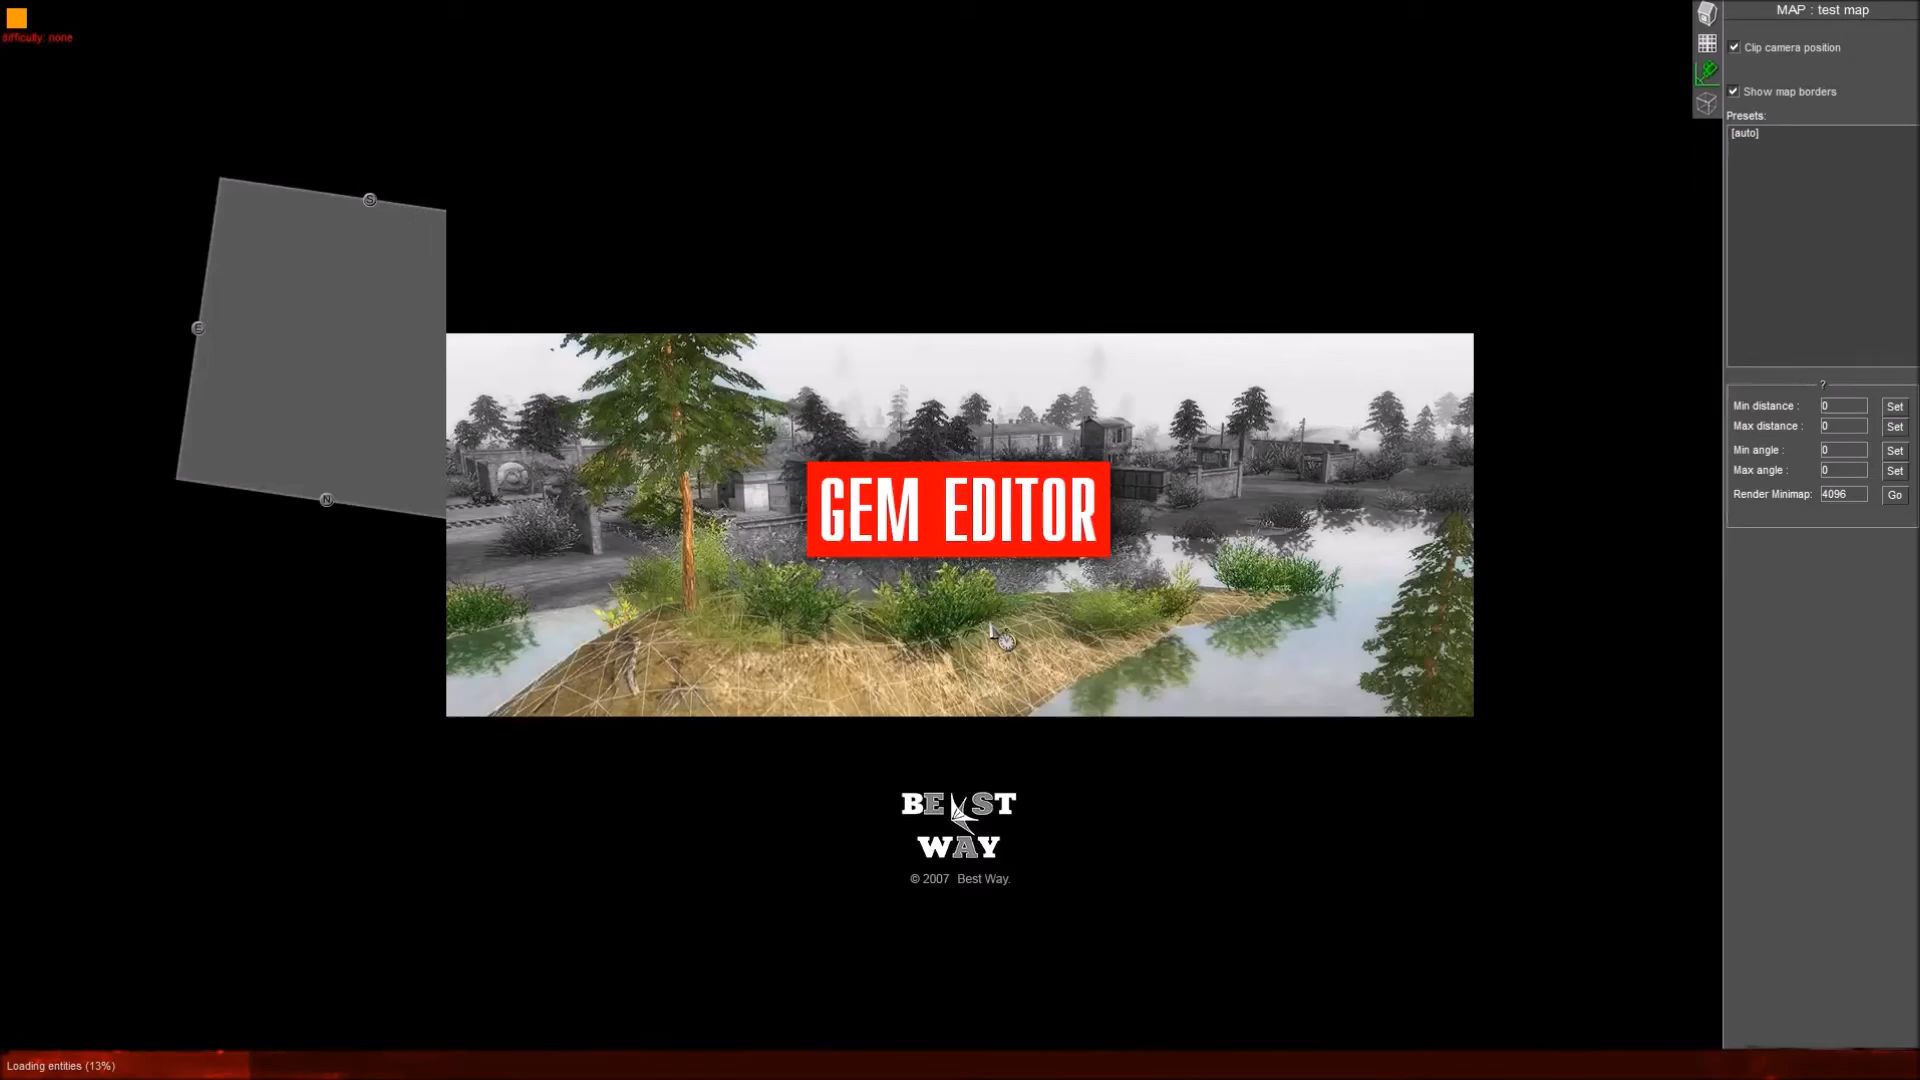 difficulty: none
MAP : test map
Clip camera position
Show map borders
Presets:
[auto]
?
Min distance : 0 Set
Max distance : 0 Set
Min angle : 0 Set
Max angle : 0 Set
Render Minimap: 4096 Go
S
E
N
GEM EDITOR
BEST
WAY
© 2007 Best Way.
Loading entities (13%)